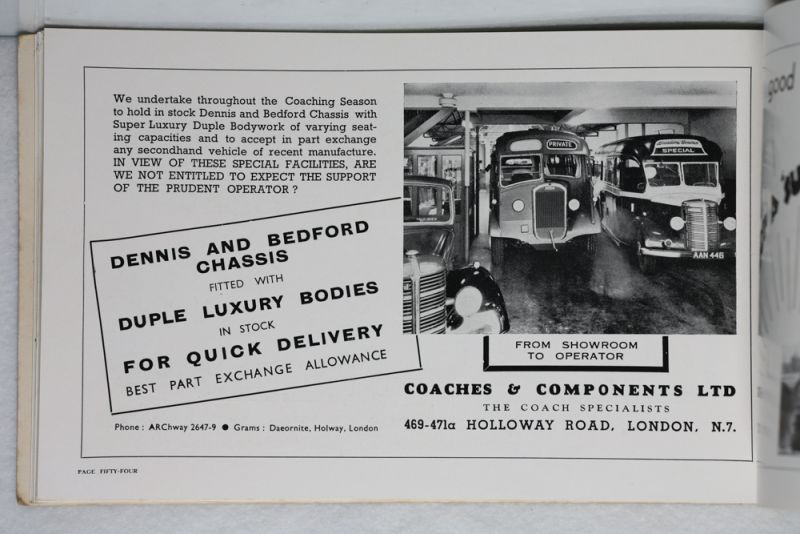 We undertake throughout the Coaching Season
to hold in stock Dennis and Bedford Chassis with
Super Luxury Duple Bodywork of varying seat-
ing capacities and to accept in part exchange
any secondhand vehicle of recent manufacture.
IN VIEW OF THESE SPECIAL FACILITIES, ARE
WE NOT ENTITLED TO EXPECT THE SUPPORT
OF THE PRUDENT OPERATOR ?
DENNIS AND BEDFORD
CHASSIS
FITTED WITH
DUPLE LUXURY BODIES
IN STOCK
FOR QUICK DELIVERY
BEST PART EXCHANGE ALLOWANCE
Phone : ARChway 2647-9 ● Grams : Daeornite, Holway, London
PRIVATE
SPECIAL
AAN 446
FROM SHOWROOM
TO OPERATOR
COACHES & COMPONENTS LTD
THE COACH SPECIALISTS
469-471a HOLLOWAY ROAD, LONDON, N.7.
PAGE FIFTY-FOUR
good